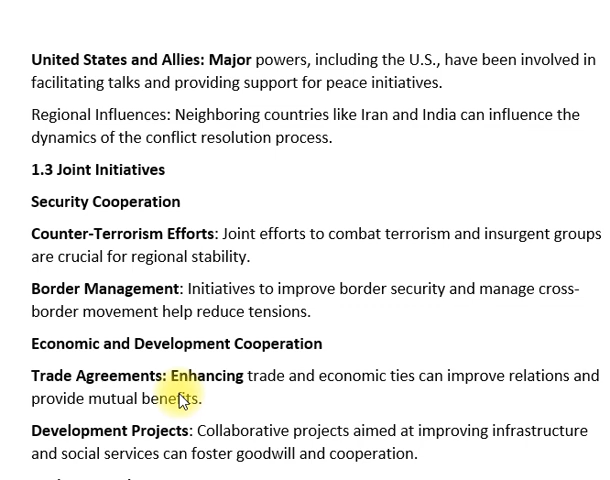 United States and Allies: Major powers, including the U.S., have been involved in
facilitating talks and providing support for peace initiatives.
Regional Influences: Neighboring countries like Iran and India can influence the
dynamics of the conflict resolution process.
1.3 Joint Initiatives
Security Cooperation
Counter-Terrorism Efforts: Joint efforts to combat terrorism and insurgent groups
are crucial for regional stability.
Border Management: Initiatives to improve border security and manage cross-
border movement help reduce tensions.
Economic and Development Cooperation
Trade Agreements: Enhancing trade and economic ties can improve relations and
provide mutual benefits.
Development Projects: Collaborative projects aimed at improving infrastructure
and social services can foster goodwill and cooperation.